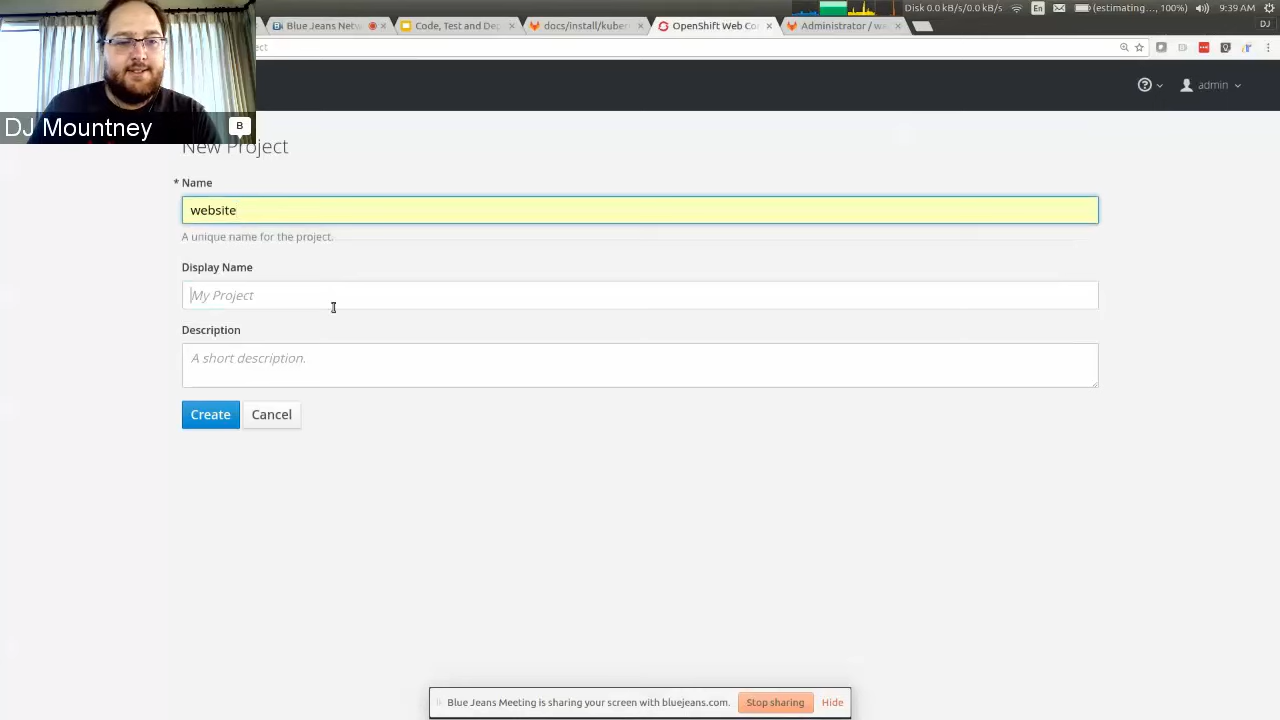 Disk 0.0 kB/s/0.0 kB/s
En
(estimating..., 100%)
9:39 AM
Blue Jeans Netw
Code, Test and Dep
docs/install/kuber
OpenShift Web Co
Administrator / w
DJ
admin
DJ Mountney
B
New Project
* Name
website
A unique name for the project.
Display Name
My Project
Description
A short description.
Create
Cancel
Blue Jeans Meeting is sharing your screen with bluejeans.com.
Stop sharing
Hide